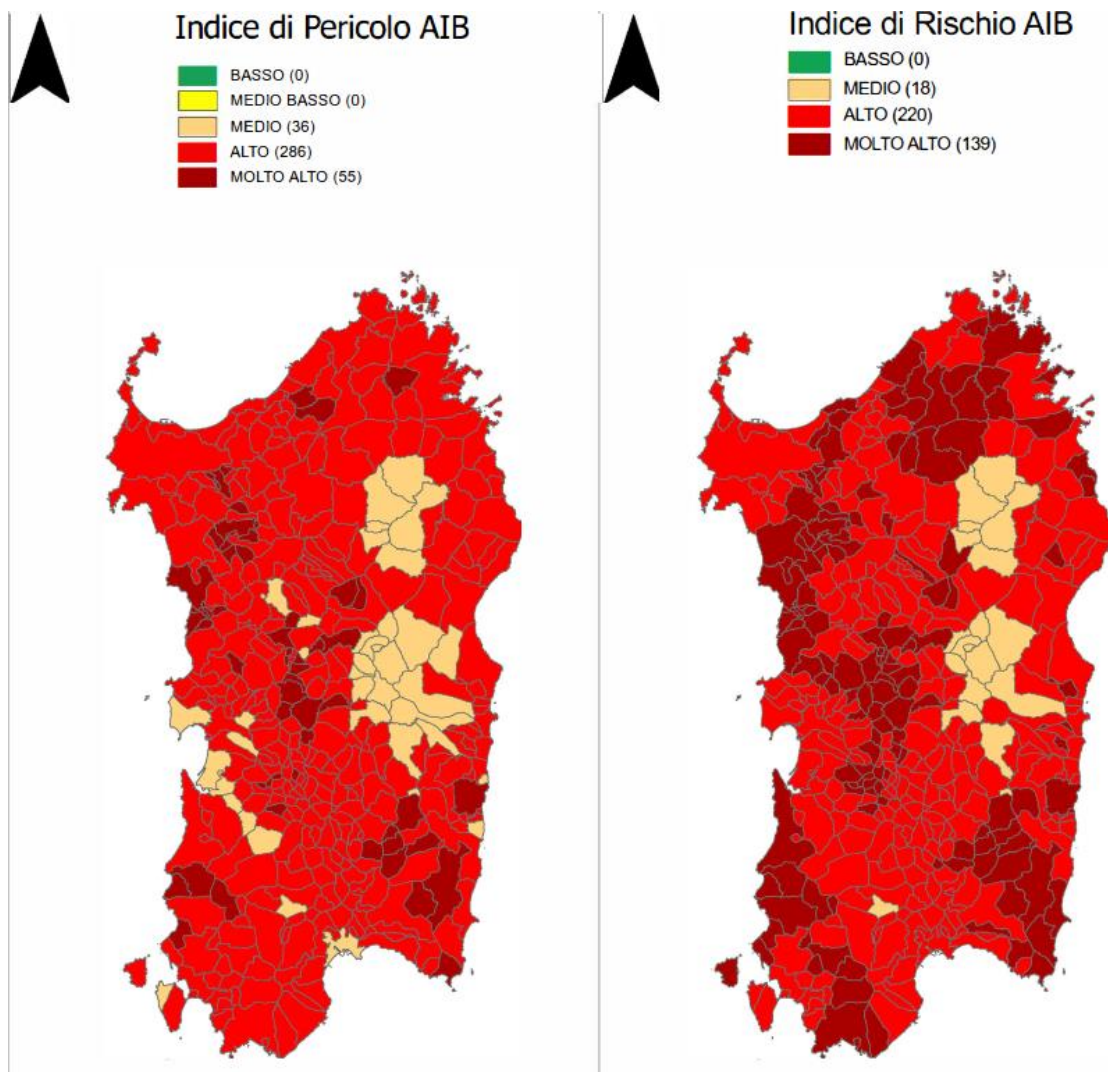 Indice di Pericolo AIB
BASSO (0)
MEDIO BASSO (0)
MEDIO (36)
ALTO (286)
MOLTO ALTO (55)
Indice di Rischio AIB
BASSO (0)
MEDIO (18)
ALTO (220)
MOLTO ALTO (139)